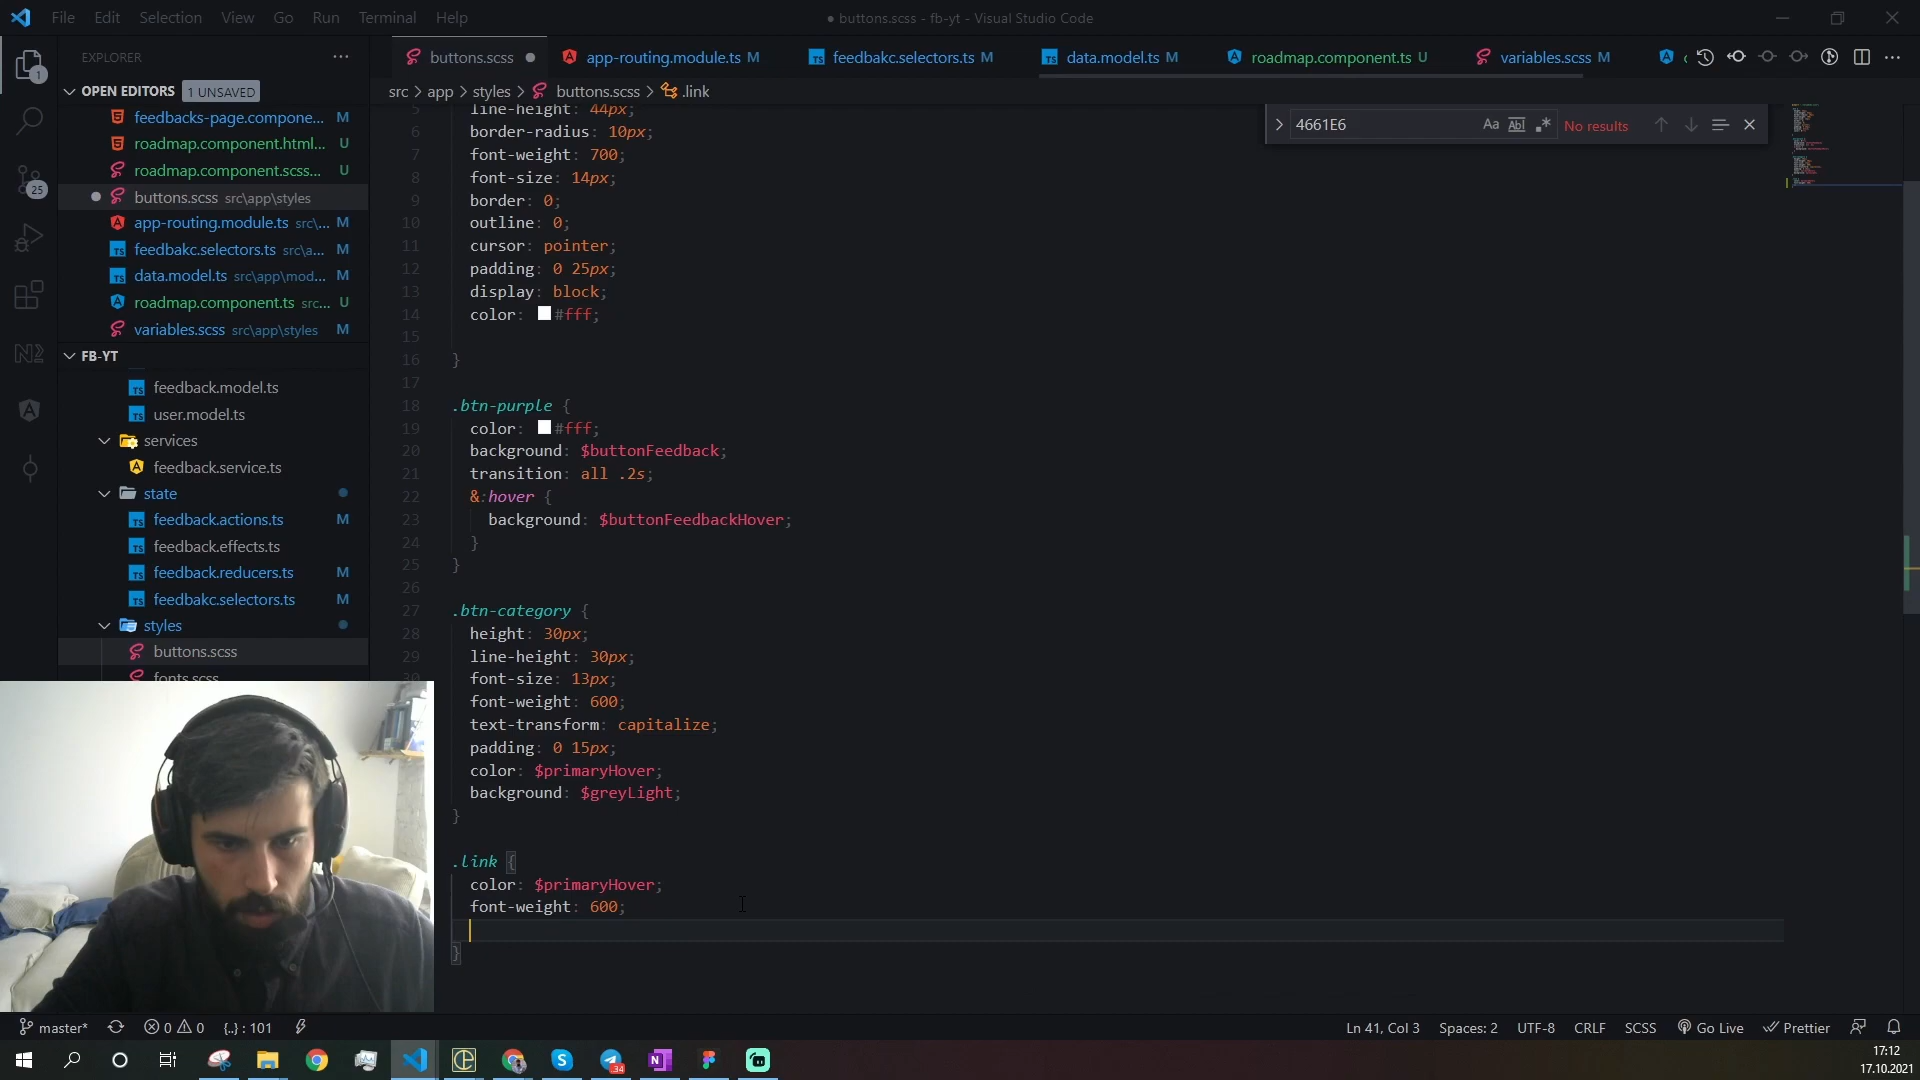 File Edit Selection View Go Run Terminal Help
● buttons.scss - fb-yt - Visual Studio Code
EXPLORER
buttons.scss
app-routing.module.ts M
feedbakc.selectors.ts M
data.model.ts M
roadmap.component.ts U
variables.scss M
OPEN EDITORS 1 UNSAVED
src > app > styles > buttons.scss > .link
feedbacks-page.compone... M
roadmap.component.html... U
roadmap.component.scss... U
buttons.scss src\app\styles
app-routing.module.ts src\... M
feedbakc.selectors.ts src\a... M
data.model.ts src\app\mod... M
roadmap.component.ts src... U
variables.scss src\app\styles M
FB-YT
feedback.model.ts
user.model.ts
services
feedback.service.ts
state
feedback.actions.ts M
feedback.effects.ts
feedback.reducers.ts M
feedbakc.selectors.ts M
styles
buttons.scss
fonts.scss
4661E6
Aa
Abl
No results
5 line-height: 44px;
6 border-radius: 10px;
7 font-weight: 700;
8 font-size: 14px;
9 border: 0;
10 outline: 0;
11 cursor: pointer;
12 padding: 0 25px;
13 display: block;
14 color: #fff;
15
16 }
17
18 .btn-purple {
19 color: #fff;
20 background: $buttonFeedback;
21 transition: all .2s;
22 &:hover {
23 background: $buttonFeedbackHover;
24 }
25 }
26
27 .btn-category {
28 height: 30px;
29 line-height: 30px;
30 font-size: 13px;
font-weight: 600;
text-transform: capitalize;
padding: 0 15px;
color: $primaryHover;
background: $greyLight;
}
.link {
color: $primaryHover;
font-weight: 600;
}
master* 0 0 {..} : 101
Ln 41, Col 3 Spaces: 2 UTF-8 CRLF SCSS Go Live Prettier
17:12
17.10.2021
1
25
34